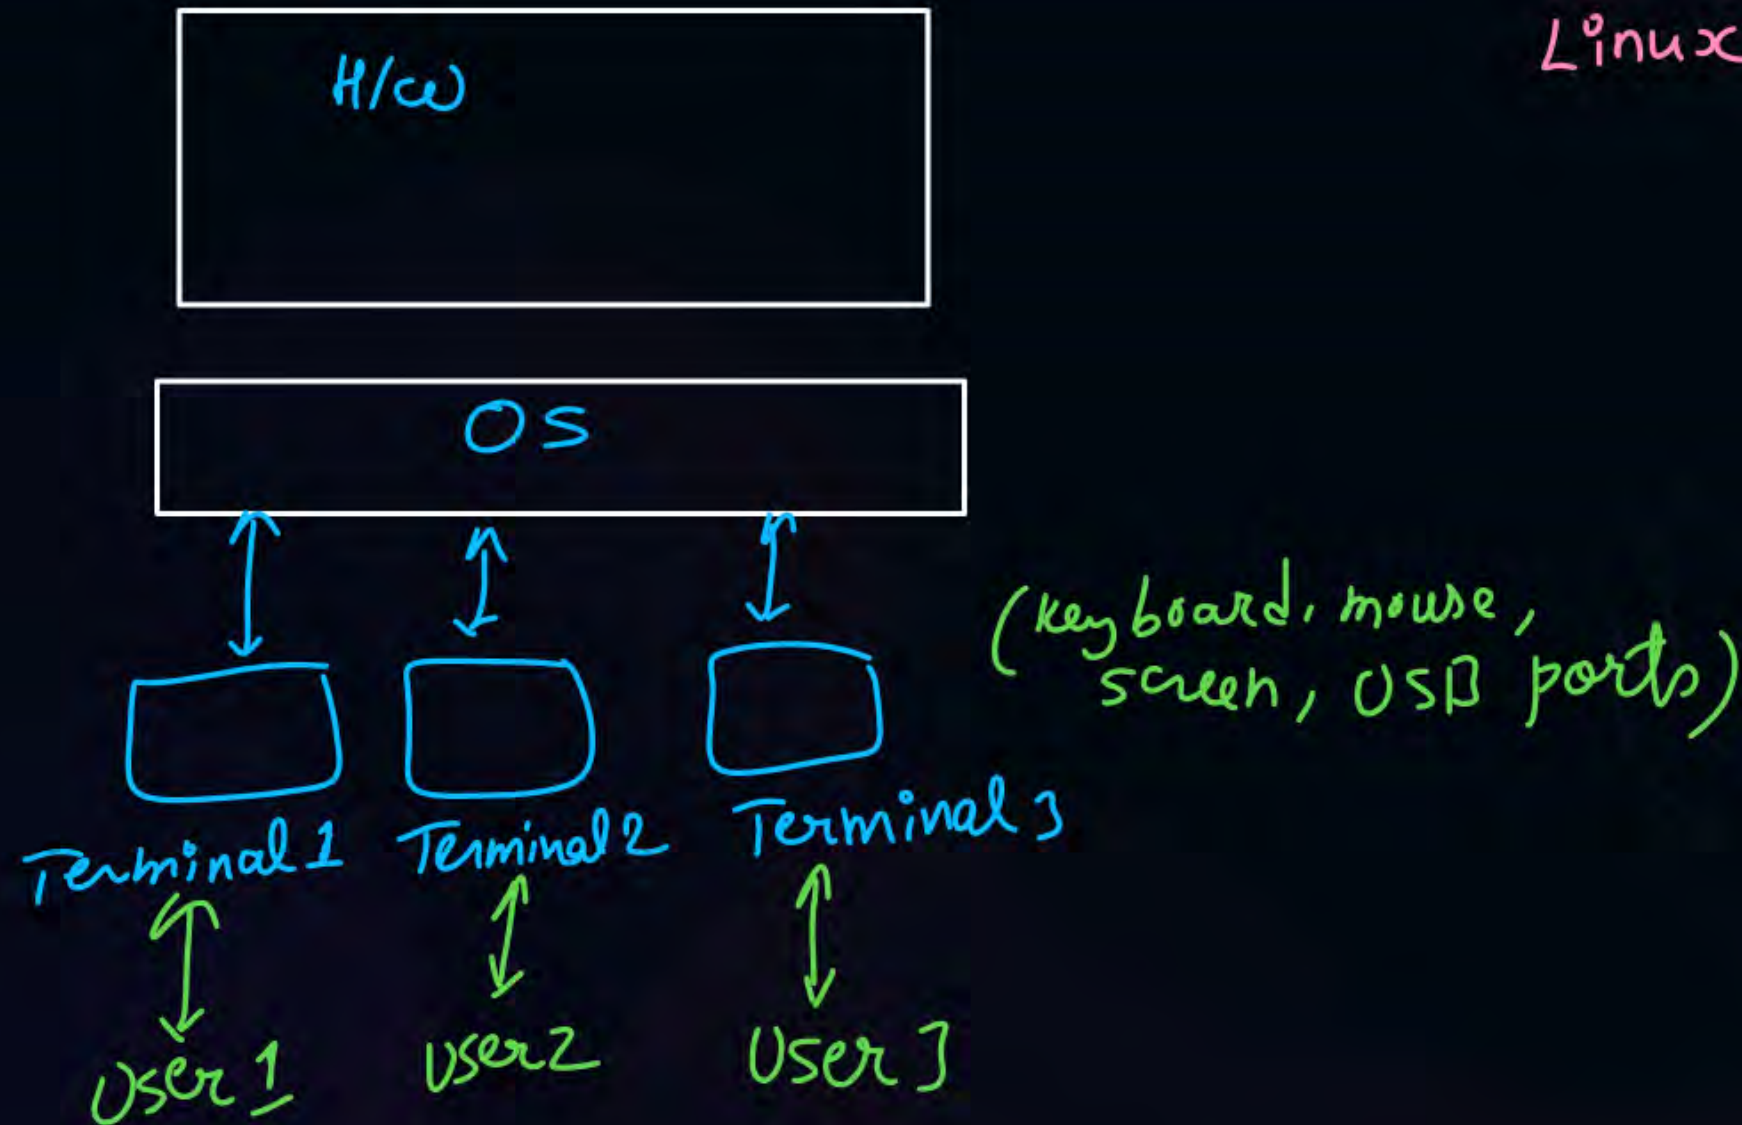 Linux
H/W
OS
(keyboard, mouse,
screen, USB ports)
Terminal 1 Terminal 2 Terminal 3
User 1 User 2 User 3